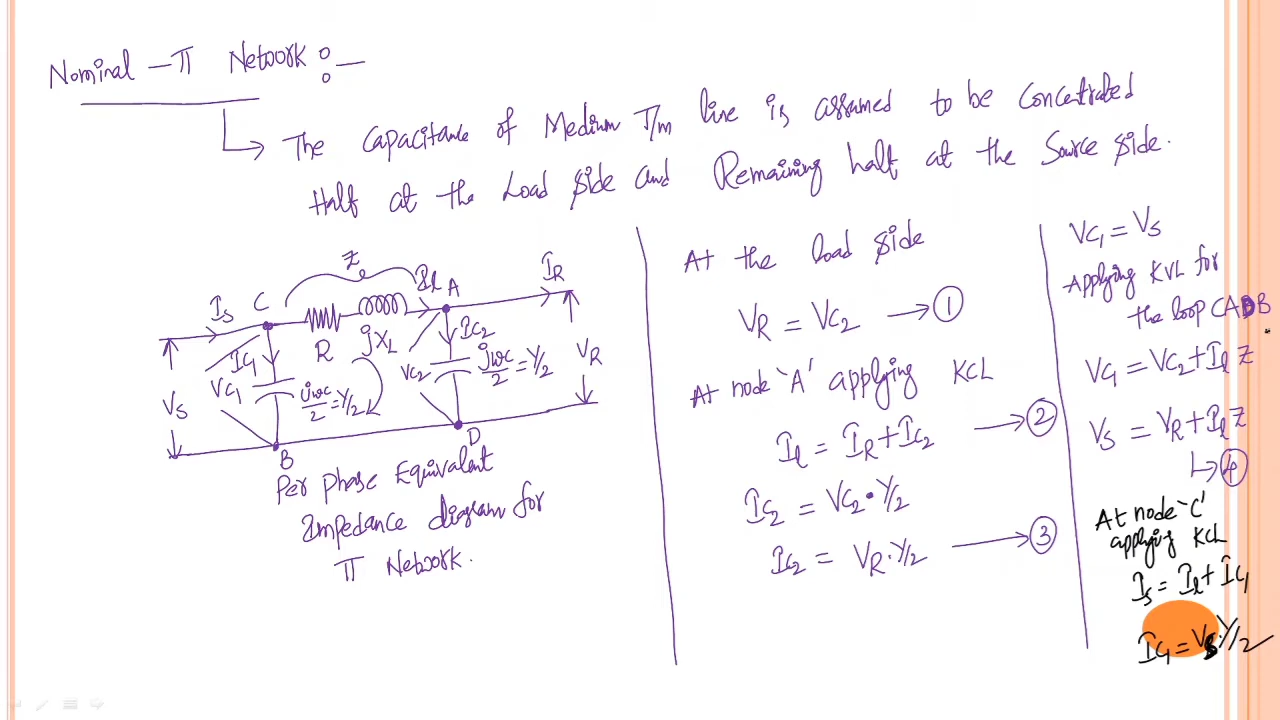 Nominal - π Network :-
The Capacitance of Medium T/m line is assumed to be Concentrated
Half at the Load side and Remaining half at the Source side.
Z
Is C Il A IR
R jXL
IC1 IC2
VS VC1 jωc/2 = Y/2 VC2 jωc/2 = Y/2 VR
B D
Per Phase Equivalent
Impedance diagram for
π Network.
At the load side
VR = VC2 → ①
At node 'A' applying KCL
Il = IR + IC2 → ②
IC2 = VC2 · Y/2
IC2 = VR · Y/2 → ③
VC1 = VS
Applying KVL for
the loop CADB
VC1 = VC2 + Il Z
VS = VR + Il Z
↳ ④
At node 'C'
applying KCL
Is = Il + IC1
IC1 = VS · Y/2